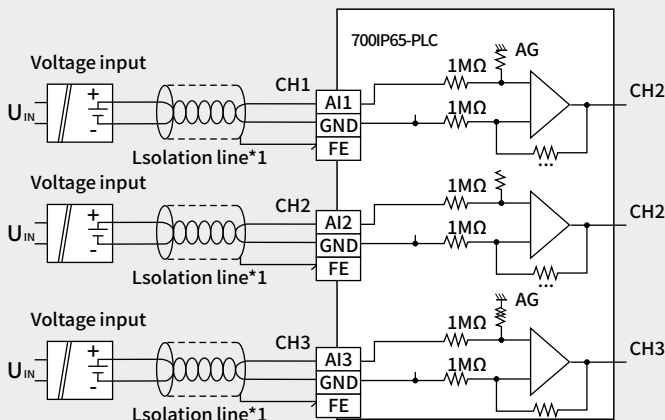 700IP65-PLC
Voltage input
CH1
1MΩ
AG
UIN
+
-
AI1
GND
FE
1MΩ
CH2
Lsolation line*1
...
Voltage input
CH2
1MΩ
UIN
+
-
AI2
GND
FE
1MΩ
CH2
Lsolation line*1
...
AG
Voltage input
CH3
1MΩ
UIN
+
-
AI3
GND
FE
1MΩ
CH3
Lsolation line*1